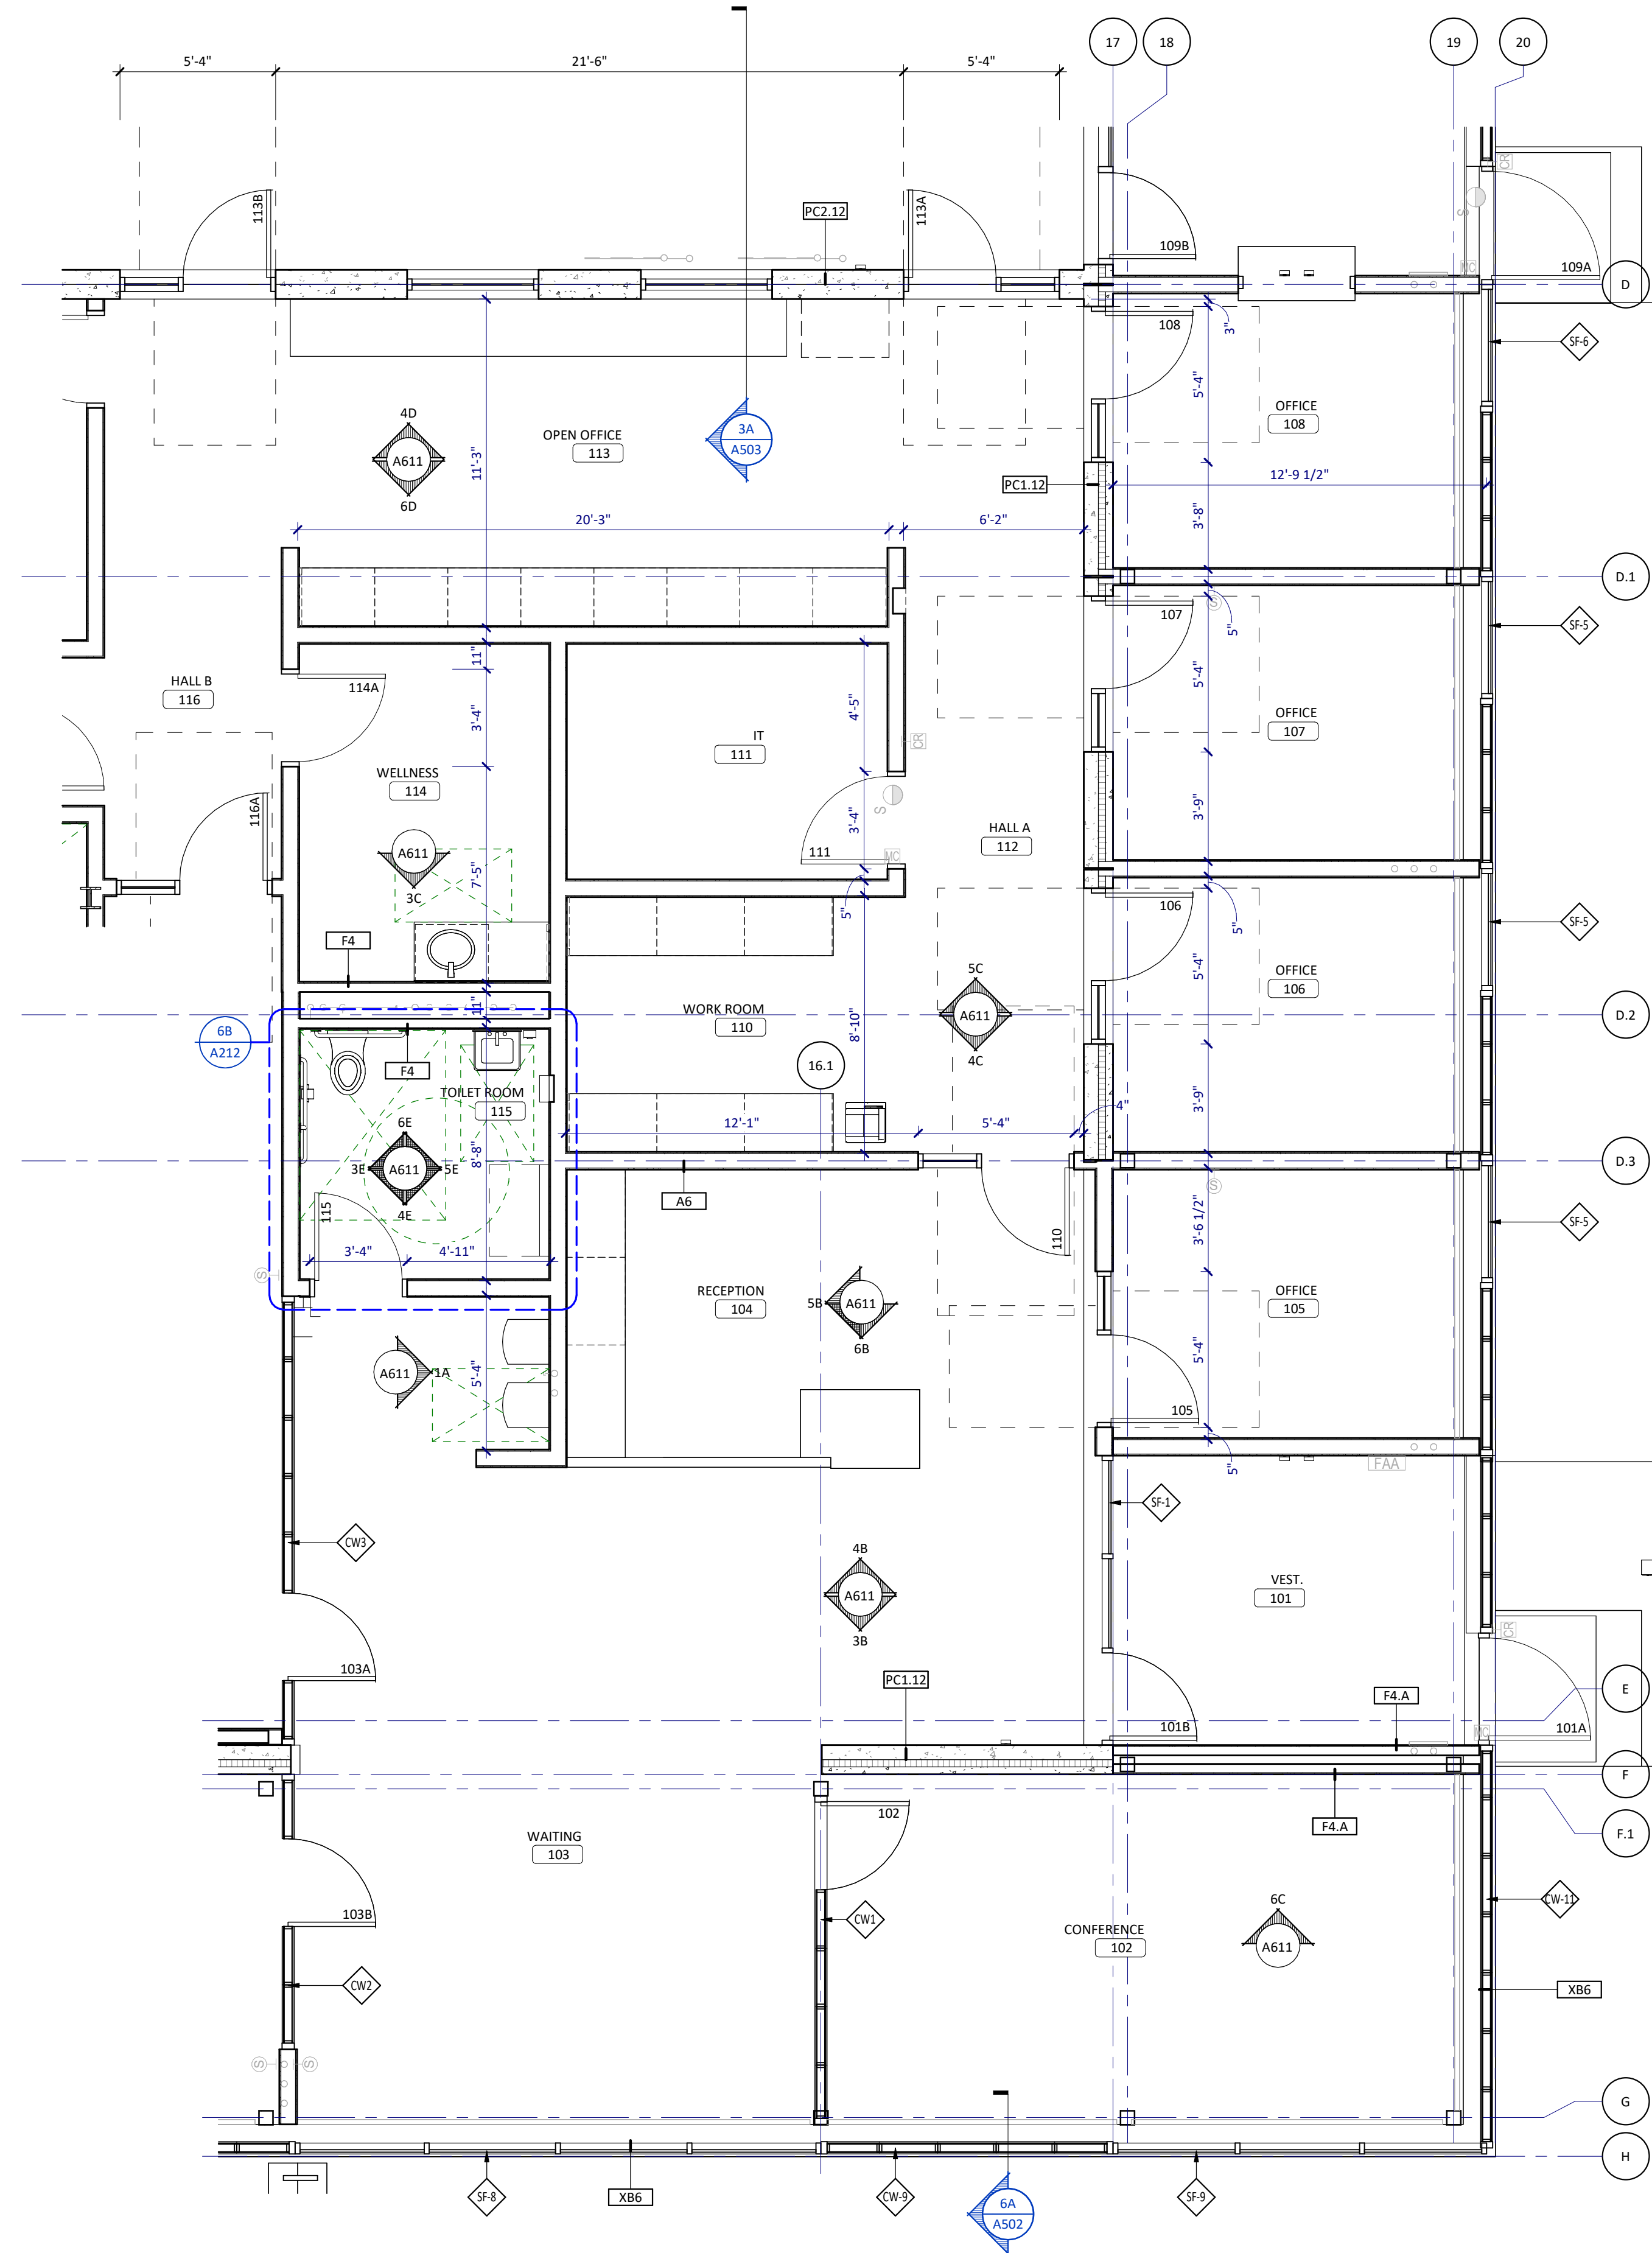 17
18
19
20
5'-4"
21'-6"
5'-4"
CR
S
113B
PC2.12
113A
109B
MC
109A
D
108
3"
SF-6
5'-4"
4D
A611
6D
OPEN OFFICE
113
3A
A503
11'-3"
OFFICE
108
PC1.12
12'-9 1/2"
3'-8"
20'-3"
6'-2"
D.1
107
S
5"
SF-5
11"
114A
HALL B
116
3'-4"
4'-5"
5'-4"
IT
111
CR
OFFICE
107
WELLNESS
114
116A
S
3'-4"
3'-9"
HALL A
112
A611
3C
111
MC
7'-5"
5"
106
5"
SF-5
F4
5C
A611
4C
5'-4"
OFFICE
106
11"
WORK ROOM
110
8'-10"
D.2
6B
A212
F4
16.1
TOILET ROOM
115
3'-9"
4"
6E
3E
A611
5E
4E
8'-8"
12'-1"
5'-4"
D.3
S
A6
115
110
3'-6 1/2"
SF-5
3'-4"
4'-11"
S
RECEPTION
104
5B
A611
6B
OFFICE
105
A611
1A
5'-4"
5'-4"
105
5"
FAA
SF-1
CW3
4B
A611
3B
VEST.
101
CR
103A
PC1.12
F4.A
E
101B
MC
101A
F
102
F4.A
F.1
WAITING
103
103B
CW1
CONFERENCE
102
6C
A611
CW-11
CW2
XB6
S
S
G
H
SF-8
XB6
CW-9
SF-9
6A
A502